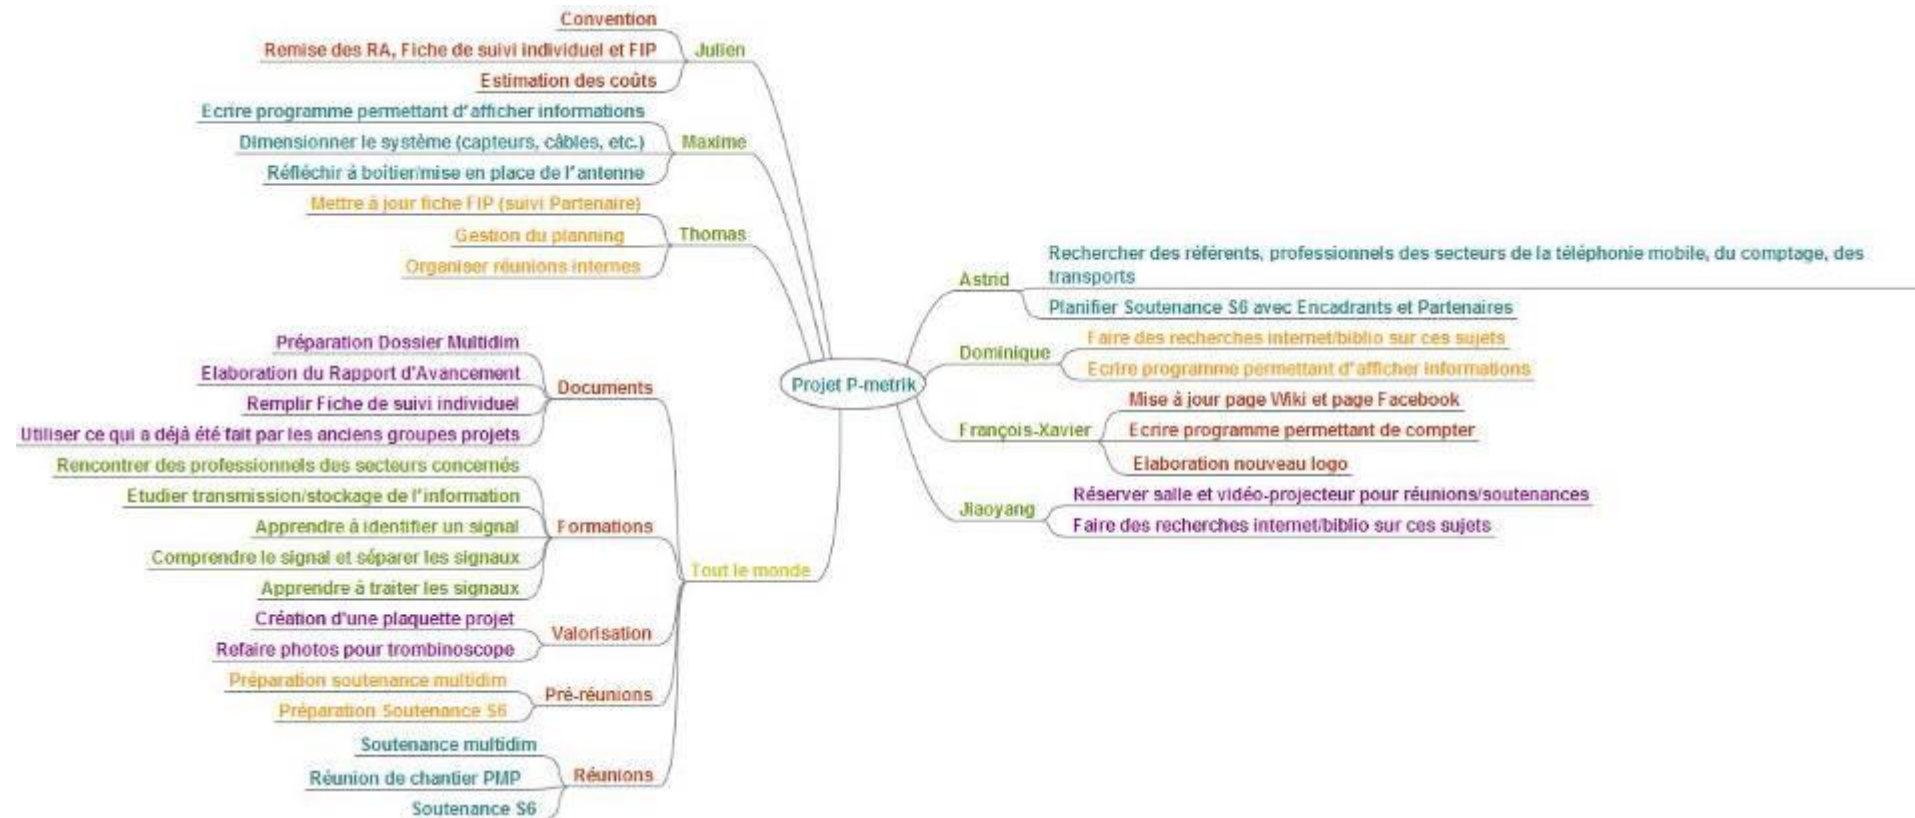 Convention
Remise des RA, Fiche de suivi individuel et FIP
Julien
Estimation des coûts
Ecrire programme permettant d'afficher informations
Dimensionner le système (capteurs, câbles, etc.)
Maxime
Réfléchir à boîtier/mise en place de l'antenne
Mettre à jour fiche FIP (suivi Partenaire)
Gestion du planning
Thomas
Organiser réunions internes
Préparation Dossier Multidim
Elaboration du Rapport d'Avancement
Documents
Remplir Fiche de suivi individuel
Utiliser ce qui a déjà été fait par les anciens groupes projets
Rencontrer des professionnels des secteurs concernés
Etudier transmission/stockage de l'information
Apprendre à identifier un signal
Formations
Comprendre le signal et séparer les signaux
Apprendre à traiter les signaux
Tout le monde
Création d'une plaquette projet
Valorisation
Refaire photos pour trombinoscope
Préparation soutenance multidim
Pré-réunions
Préparation Soutenance S6
Soutenance multidim
Réunion de chantier PMP
Réunions
Soutenance S6
Projet P-metrik
Rechercher des référents, professionnels des secteurs de la téléphonie mobile, du comptage, des
transports
Astrid
Planifier Soutenance S6 avec Encadrants et Partenaires
Faire des recherches internet/biblio sur ces sujets
Dominique
Ecrire programme permettant d'afficher informations
Mise à jour page Wiki et page Facebook
François-Xavier
Ecrire programme permettant de compter
Elaboration nouveau logo
Réserver salle et vidéo-projecteur pour réunions/soutenances
Jiaoyang
Faire des recherches internet/biblio sur ces sujets